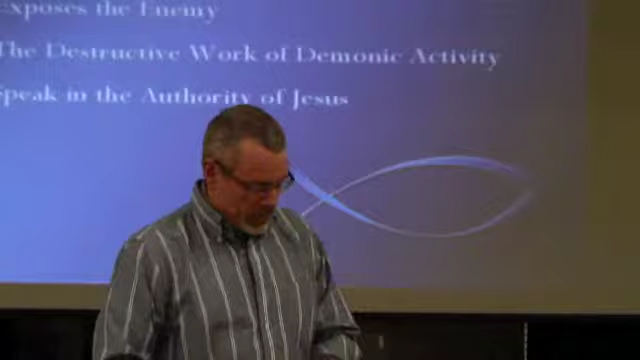 Exposes the Enemy
The Destructive Work of Demonic Activity
Speak in the Authority of Jesus